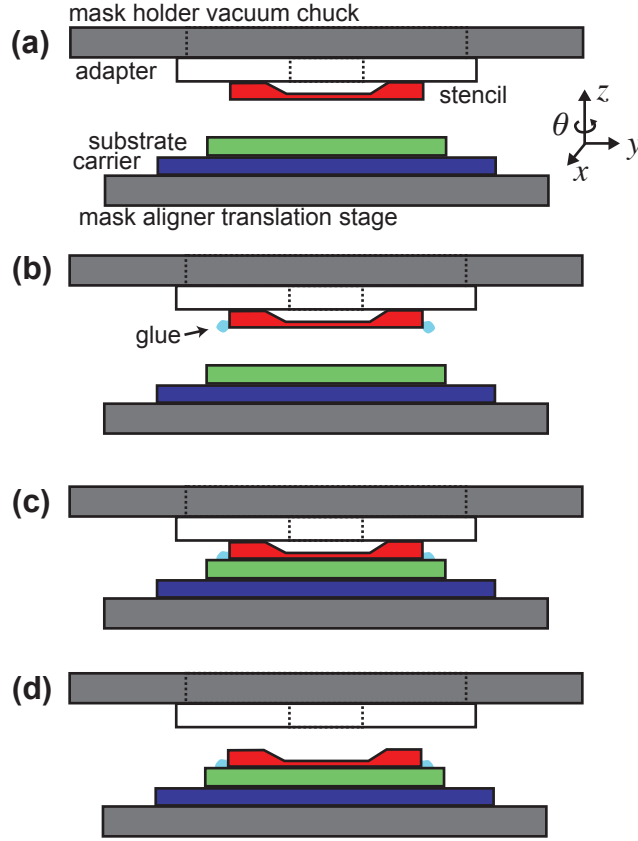 mask holder vacuum chuck
(a)
adapter
stencil
z
θ
y
x
substrate
carrier
mask aligner translation stage
(b)
glue
(c)
(d)